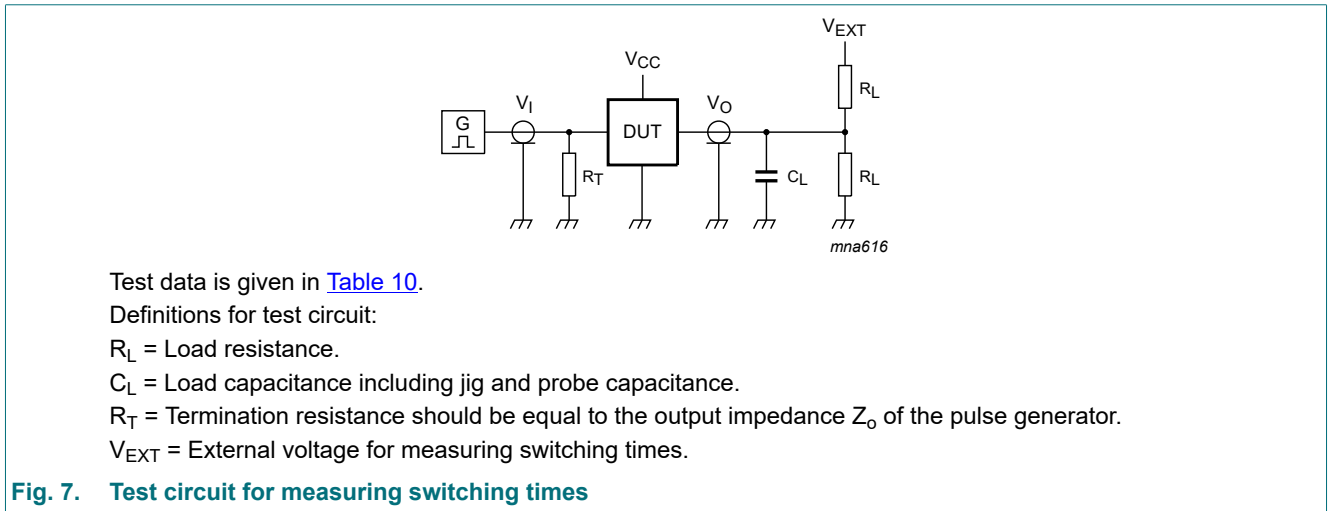 VEXT
VCC
RL
VI
VO
G
DUT
RT
CL
RL
mna616
Test data is given in Table 10.
Definitions for test circuit:
RL = Load resistance.
CL = Load capacitance including jig and probe capacitance.
RT = Termination resistance should be equal to the output impedance Zo of the pulse generator.
VEXT = External voltage for measuring switching times.
Fig. 7. Test circuit for measuring switching times